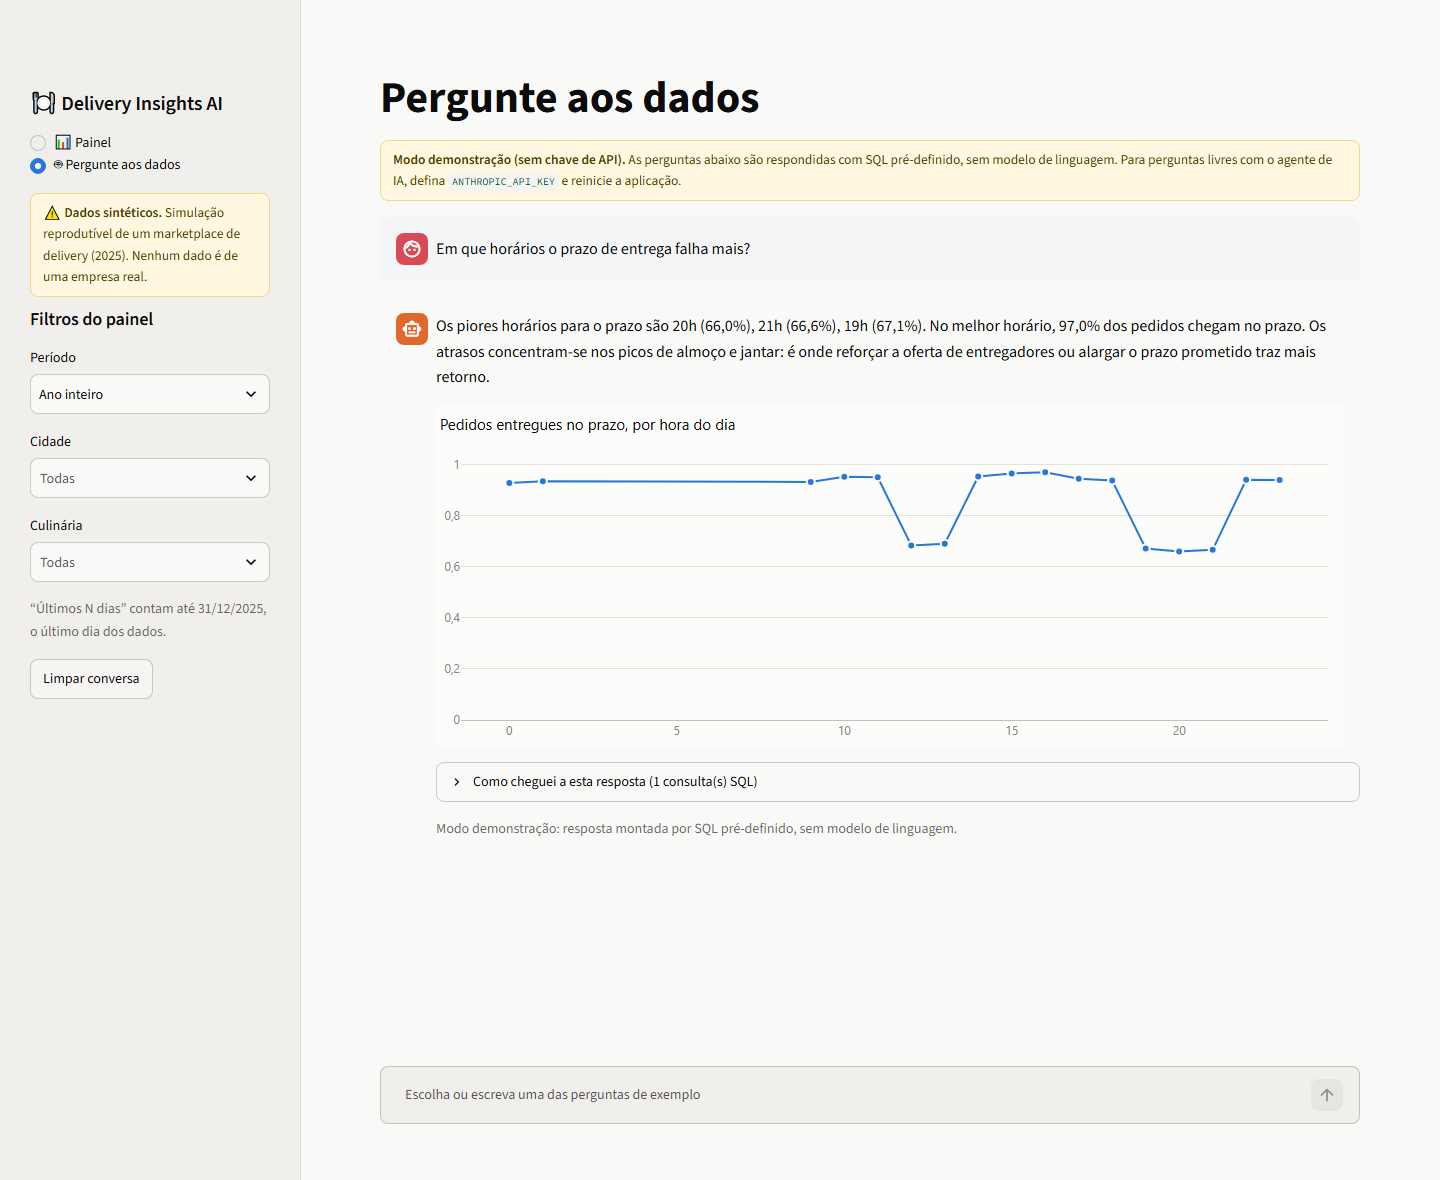 Delivery Insights AI
Painel
Pergunte aos dados
Dados sintéticos. Simulação
reprodutível de um marketplace de
delivery (2025). Nenhum dado é de
uma empresa real.
Filtros do painel
Período
Ano inteiro
Cidade
Todas
Culinária
Todas
“Últimos N dias” contam até 31/12/2025,
o último dia dos dados.
Limpar conversa
Pergunte aos dados
Modo demonstração (sem chave de API). As perguntas abaixo são respondidas com SQL pré-definido, sem modelo de linguagem. Para perguntas livres com o agente de
IA, defina ANTHROPIC_API_KEY e reinicie a aplicação.
Em que horários o prazo de entrega falha mais?
Os piores horários para o prazo são 20h (66,0%), 21h (66,6%), 19h (67,1%). No melhor horário, 97,0% dos pedidos chegam no prazo. Os
atrasos concentram-se nos picos de almoço e jantar: é onde reforçar a oferta de entregadores ou alargar o prazo prometido traz mais
retorno.
Pedidos entregues no prazo, por hora do dia
1
0,8
0,6
0,4
0,2
0
0 5 10 15 20
Como cheguei a esta resposta (1 consulta(s) SQL)
Modo demonstração: resposta montada por SQL pré-definido, sem modelo de linguagem.
Escolha ou escreva uma das perguntas de exemplo